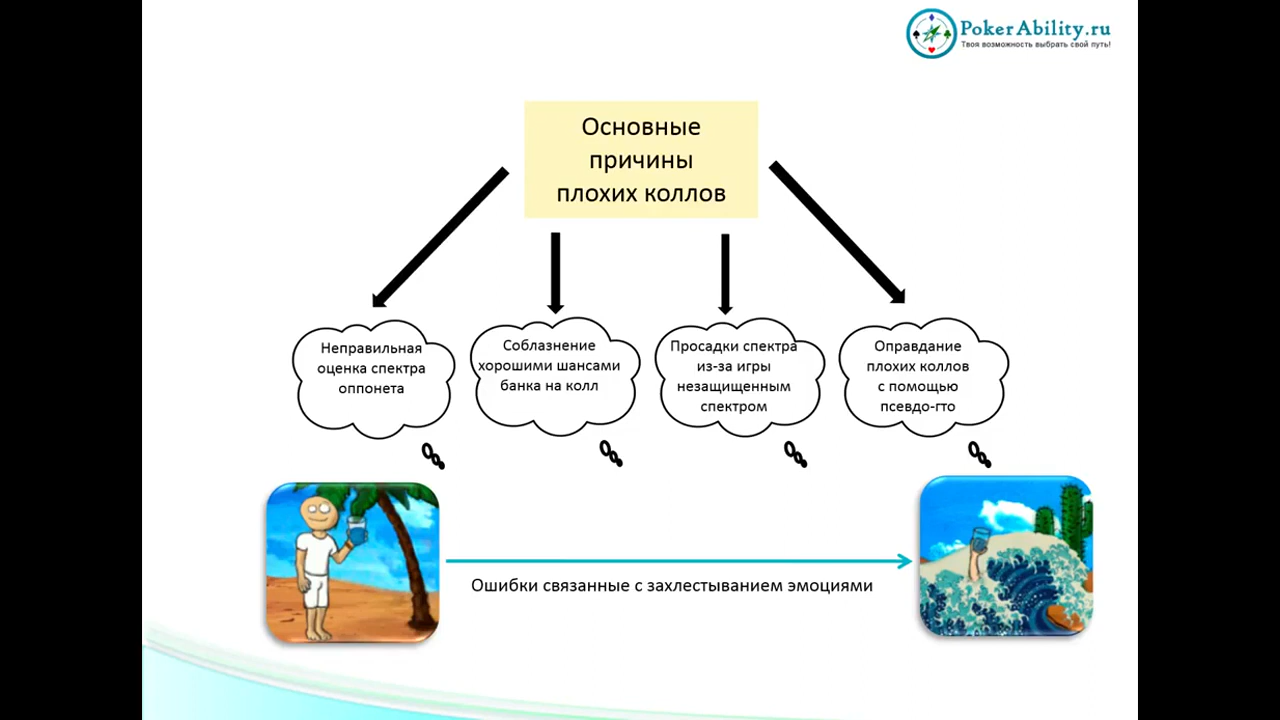 PokerAbility.ru
Твоя возможность выбрать свой путь!
Основные
причины
плохих коллов
Неправильная
оценка спектра
оппонета
Соблазнение
хорошими шансами
банка на колл
Просадки спектра
из-за игры
незащищенным
спектром
Оправдание
плохих коллов
с помощью
псевдо-гто
Ошибки связанные с захлестыванием эмоциями